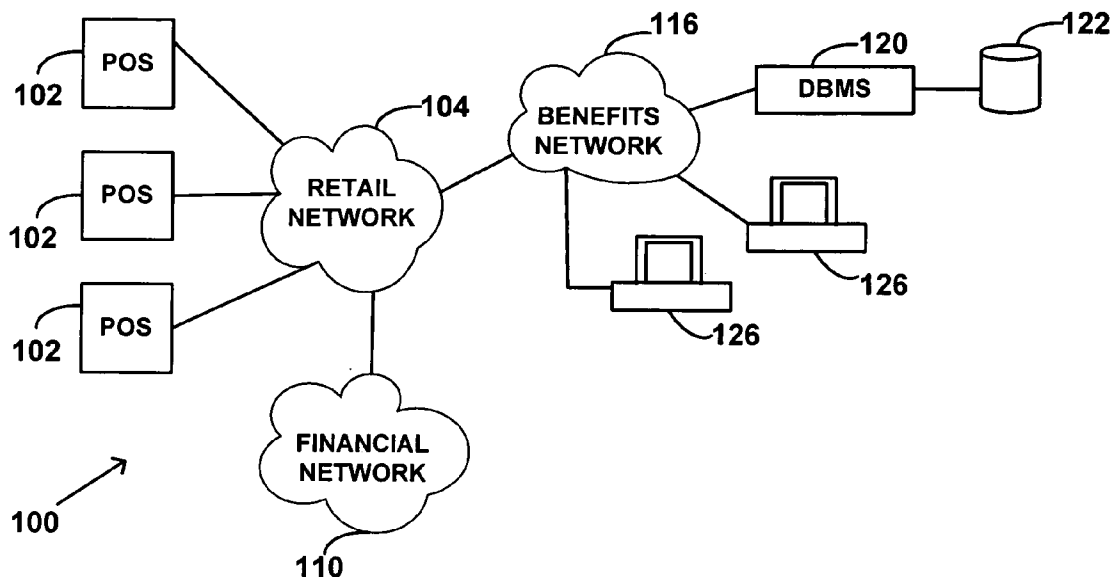 116
120
122
POS
DBMS
102
104
BENEFITS
NETWORK
POS
RETAIL
NETWORK
102
126
POS
126
102
FINANCIAL
NETWORK
100
110